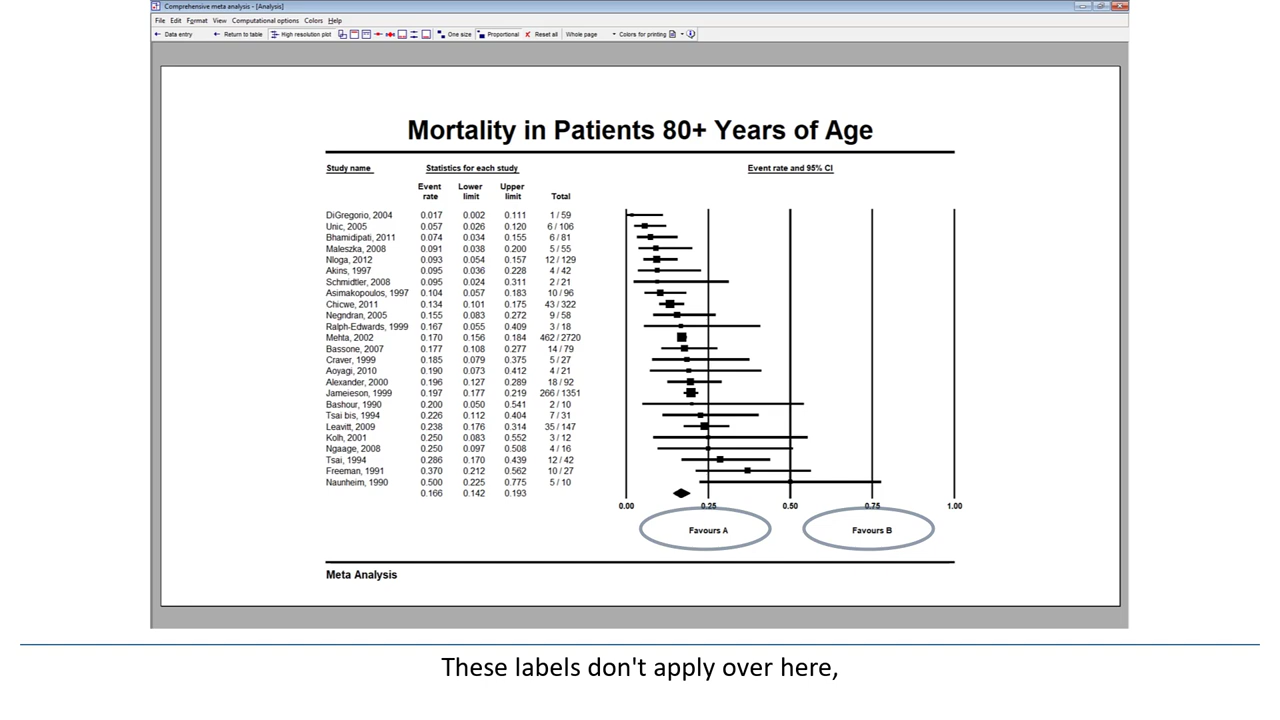 Comprehensive meta analysis - [Analysis]
File Edit Format View Computational options Colors Help
Data entry Return to table High resolution plot One size Proportional Reset all Whole page Colors for printing
Mortality in Patients 80+ Years of Age
Study name Statistics for each study Event rate and 95% CI
Event Lower Upper
rate limit limit Total
DiGregorio, 2004 0.017 0.002 0.111 1 / 59
Unic, 2005 0.057 0.026 0.120 6 / 106
Bhamidipati, 2011 0.074 0.034 0.155 6 / 81
Maleszka, 2008 0.091 0.038 0.200 5 / 55
Nloga, 2012 0.093 0.054 0.157 12 / 129
Akins, 1997 0.095 0.036 0.228 4 / 42
Schmidtler, 2008 0.095 0.024 0.311 2 / 21
Asimakopoulos, 1997 0.104 0.057 0.183 10 / 96
Chicwe, 2011 0.134 0.101 0.175 43 / 322
Negndran, 2005 0.155 0.083 0.272 9 / 58
Ralph-Edwards, 1999 0.167 0.055 0.409 3 / 18
Mehta, 2002 0.170 0.156 0.184 462 / 2720
Bassone, 2007 0.177 0.108 0.277 14 / 79
Craver, 1999 0.185 0.079 0.375 5 / 27
Aoyagi, 2010 0.190 0.073 0.412 4 / 21
Alexander, 2000 0.196 0.127 0.289 18 / 92
Jameieson, 1999 0.197 0.177 0.219 266 / 1351
Bashour, 1990 0.200 0.050 0.541 2 / 10
Tsai bis, 1994 0.226 0.112 0.404 7 / 31
Leavitt, 2009 0.238 0.176 0.314 35 / 147
Kolh, 2001 0.250 0.083 0.552 3 / 12
Ngaage, 2008 0.250 0.097 0.508 4 / 16
Tsai, 1994 0.286 0.170 0.439 12 / 42
Freeman, 1991 0.370 0.212 0.562 10 / 27
Naunheim, 1990 0.500 0.225 0.775 5 / 10
0.166 0.142 0.193
0.00 0.25 0.50 0.75 1.00
Favours A Favours B
Meta Analysis
These labels don't apply over here,